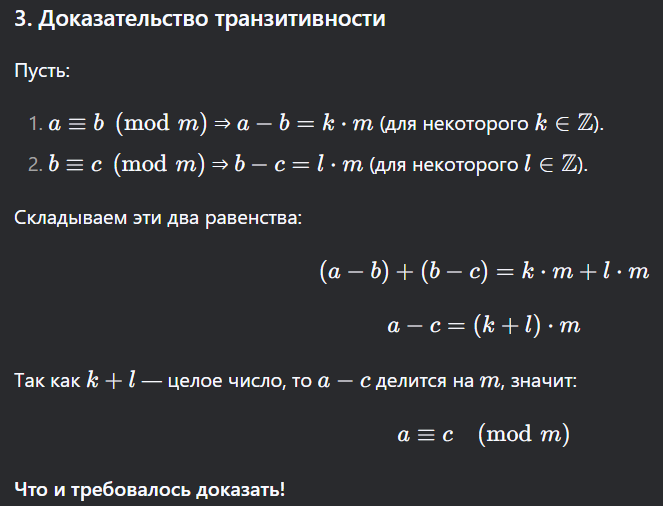 3. Доказательство транзитивности
Пусть:
1. a ≡ b (mod m) ⇒ a − b = k · m (для некоторого k ∈ ℤ).
2. b ≡ c (mod m) ⇒ b − c = l · m (для некоторого l ∈ ℤ).
Складываем эти два равенства:
(a − b) + (b − c) = k · m + l · m
a − c = (k + l) · m
Так как k + l — целое число, то a − c делится на m, значит:
a ≡ c (mod m)
Что и требовалось доказать!